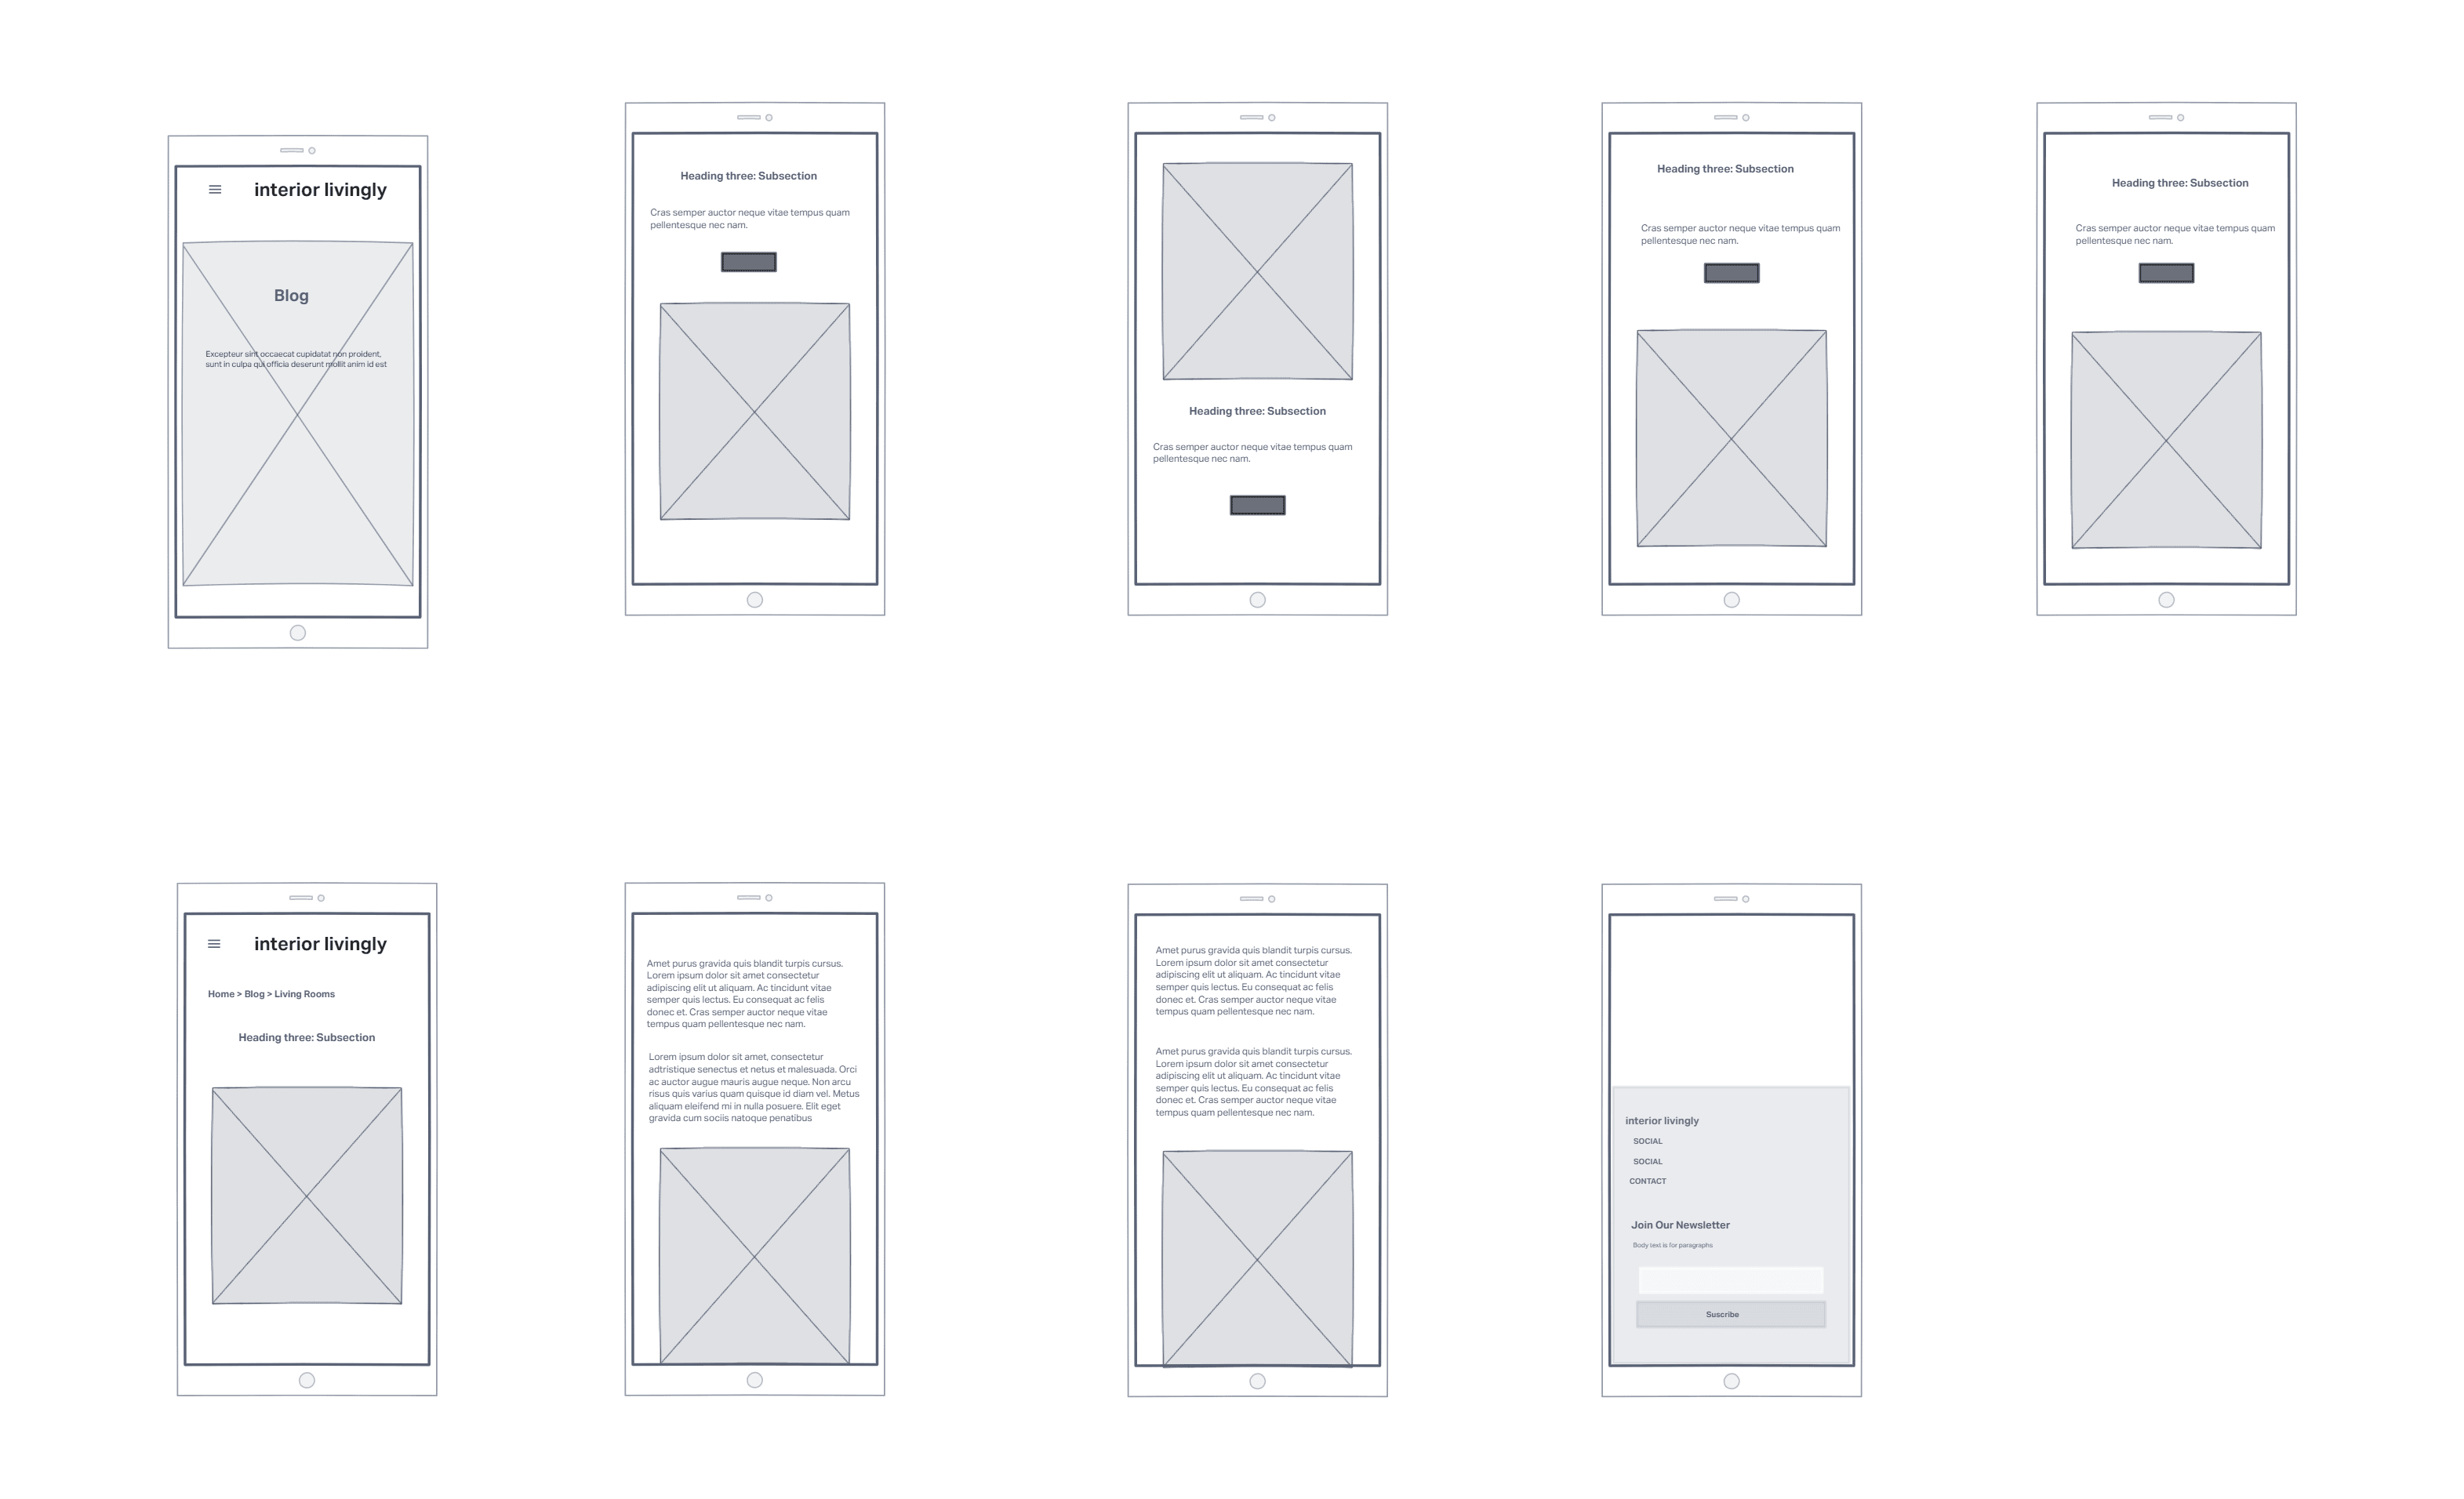 interior livingly
Blog
Excepteur sint occaecat cupidatat non proident,
sunt in culpa qui officia deserunt mollit anim id est
Heading three: Subsection
Cras semper auctor neque vitae tempus quam
pellentesque nec nam.
Heading three: Subsection
Cras semper auctor neque vitae tempus quam
pellentesque nec nam.
Heading three: Subsection
Cras semper auctor neque vitae tempus quam
pellentesque nec nam.
Heading three: Subsection
Cras semper auctor neque vitae tempus quam
pellentesque nec nam.
interior livingly
Home > Blog > Living Rooms
Heading three: Subsection
Amet purus gravida quis blandit turpis cursus.
Lorem ipsum dolor sit amet consectetur
adipiscing elit ut aliquam. Ac tincidunt vitae
semper quis lectus. Eu consequat ac felis
donec et. Cras semper auctor neque vitae
tempus quam pellentesque nec nam.
Lorem ipsum dolor sit amet, consectetur
adtristique senectus et netus et malesuada. Orci
ac auctor augue mauris augue neque. Non arcu
risus quis varius quam quisque id diam vel. Metus
aliquam eleifend mi in nulla posuere. Elit eget
gravida cum sociis natoque penatibus
Amet purus gravida quis blandit turpis cursus.
Lorem ipsum dolor sit amet consectetur
adipiscing elit ut aliquam. Ac tincidunt vitae
semper quis lectus. Eu consequat ac felis
donec et. Cras semper auctor neque vitae
tempus quam pellentesque nec nam.
Amet purus gravida quis blandit turpis cursus.
Lorem ipsum dolor sit amet consectetur
adipiscing elit ut aliquam. Ac tincidunt vitae
semper quis lectus. Eu consequat ac felis
donec et. Cras semper auctor neque vitae
tempus quam pellentesque nec nam.
interior livingly
SOCIAL
SOCIAL
CONTACT
Join Our Newsletter
Body text is for paragraphs
Suscribe